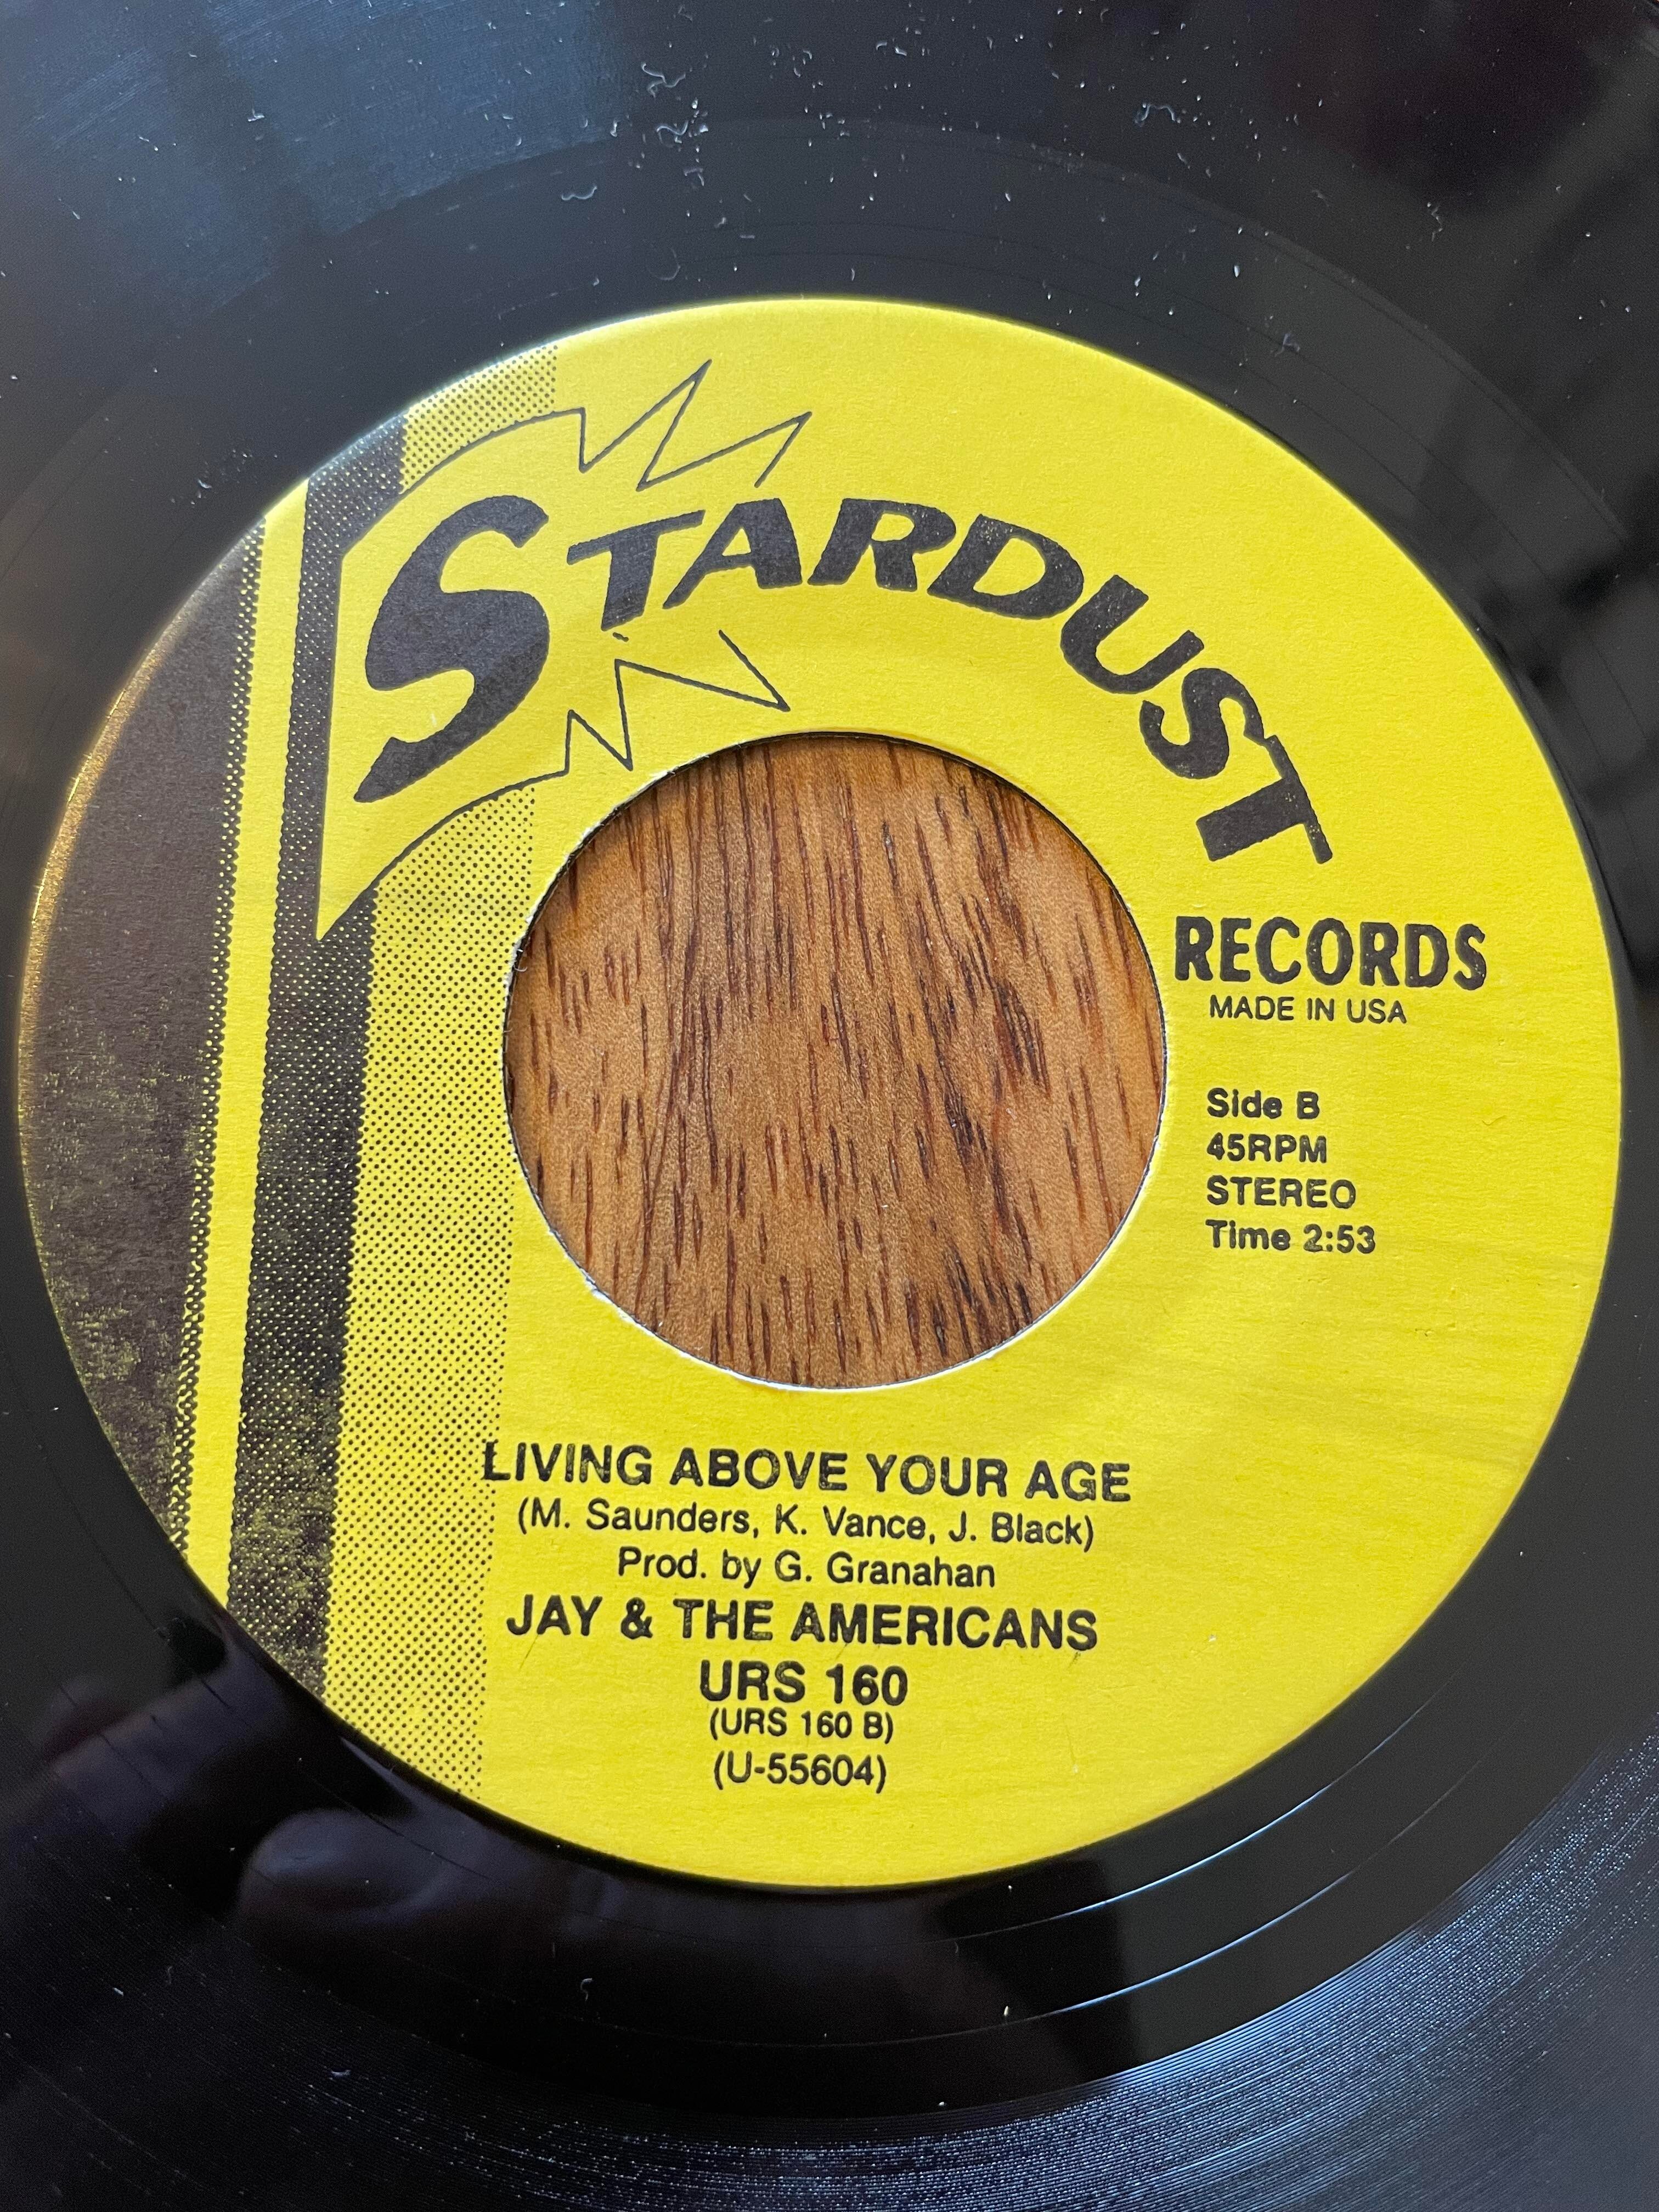 STARDUST
RECORDS
MADE IN USA
Side B
45RPM
STEREO
Time 2:53
LIVING ABOVE YOUR AGE
(M. Saunders, K. Vance, J. Black)
Prod. by G. Granahan
JAY & THE AMERICANS
URS 160
(URS 160 B)
(U-55604)